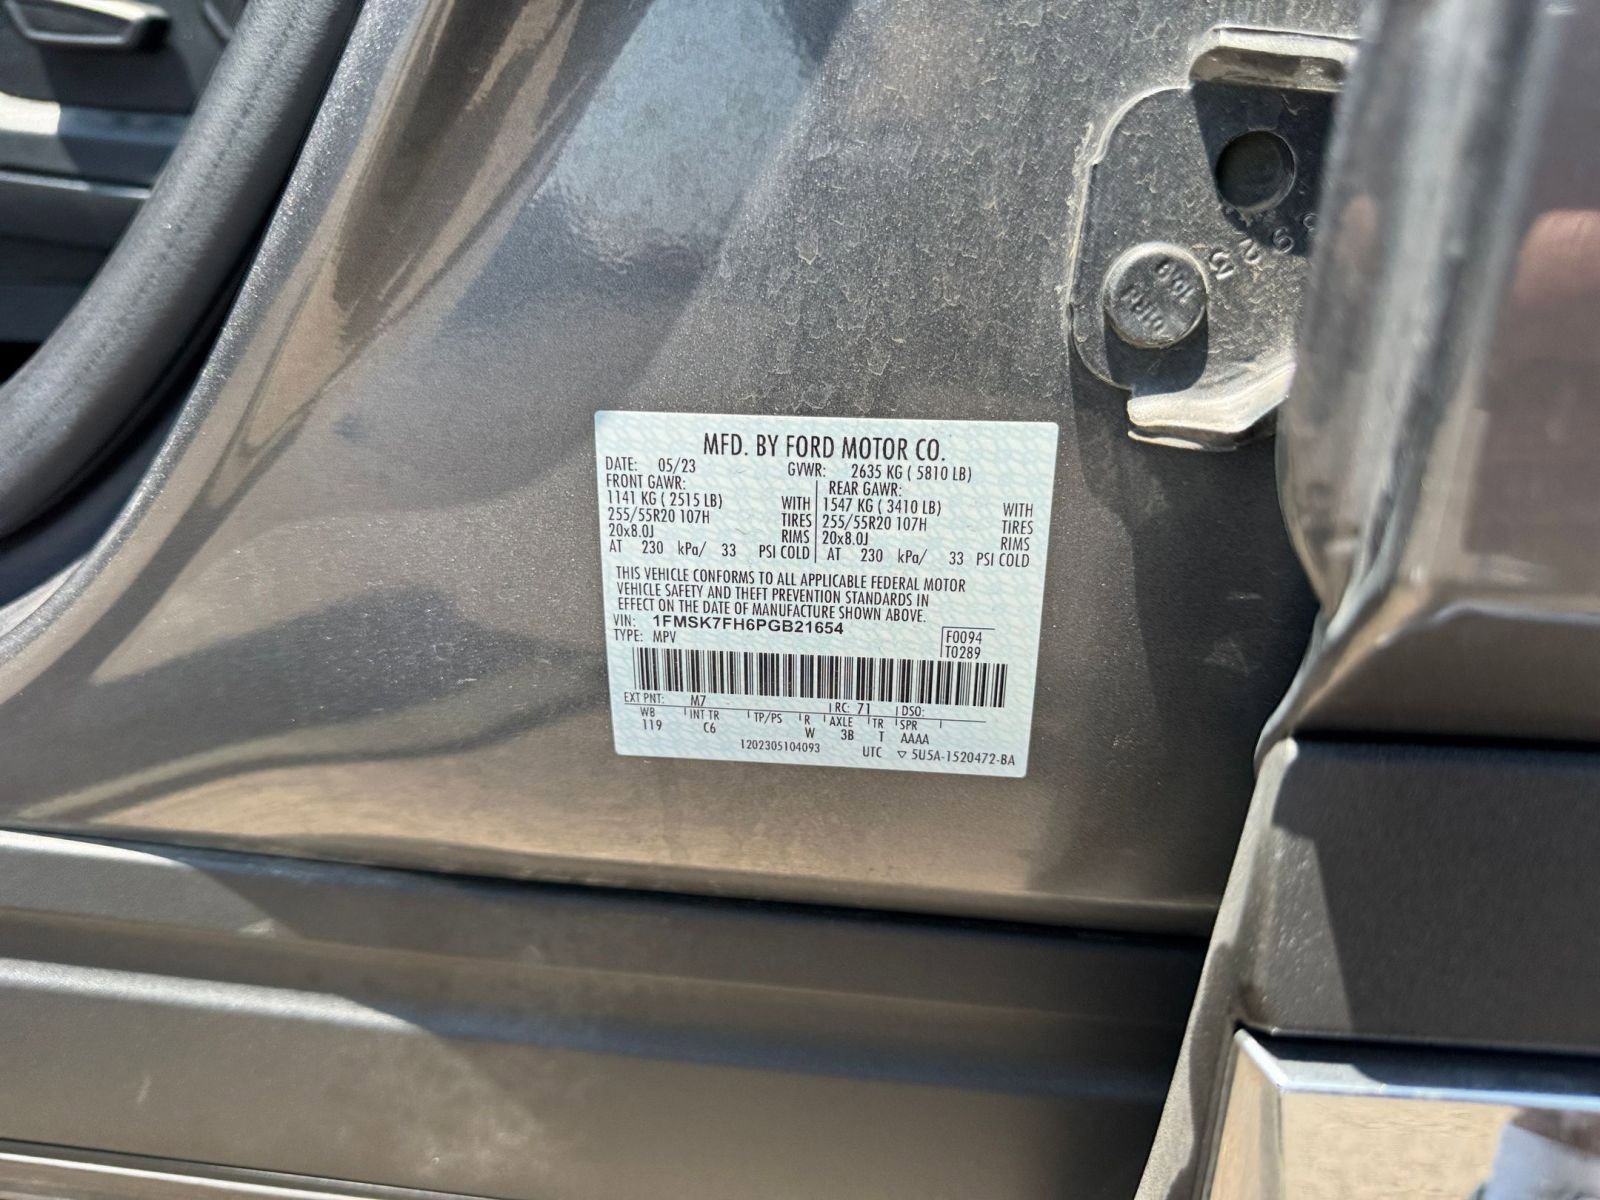 MFD. BY FORD MOTOR CO.
DATE: 05/23 GVWR: 2635 KG ( 5810 LB)
FRONT GAWR: REAR GAWR:
1141 KG ( 2515 LB) WITH 1547 KG ( 3410 LB) WITH
255/55R20 107H TIRES 255/55R20 107H TIRES
20x8.0J RIMS 20x8.0J RIMS
AT 230 kPa/ 33 PSI COLD AT 230 kPa/ 33 PSI COLD
THIS VEHICLE CONFORMS TO ALL APPLICABLE FEDERAL MOTOR
VEHICLE SAFETY AND THEFT PREVENTION STANDARDS IN
EFFECT ON THE DATE OF MANUFACTURE SHOWN ABOVE.
VIN: 1FMSK7FH6PGB21654
TYPE: MPV F0094
T0289
EXT PNT: M7 RC: 71 DSO:
WB INT TR TP/PS R AXLE TR SPR
119 C6 W 3B T AAAA
1202305104093 UTC ▽ 5U5A-1520472-BA